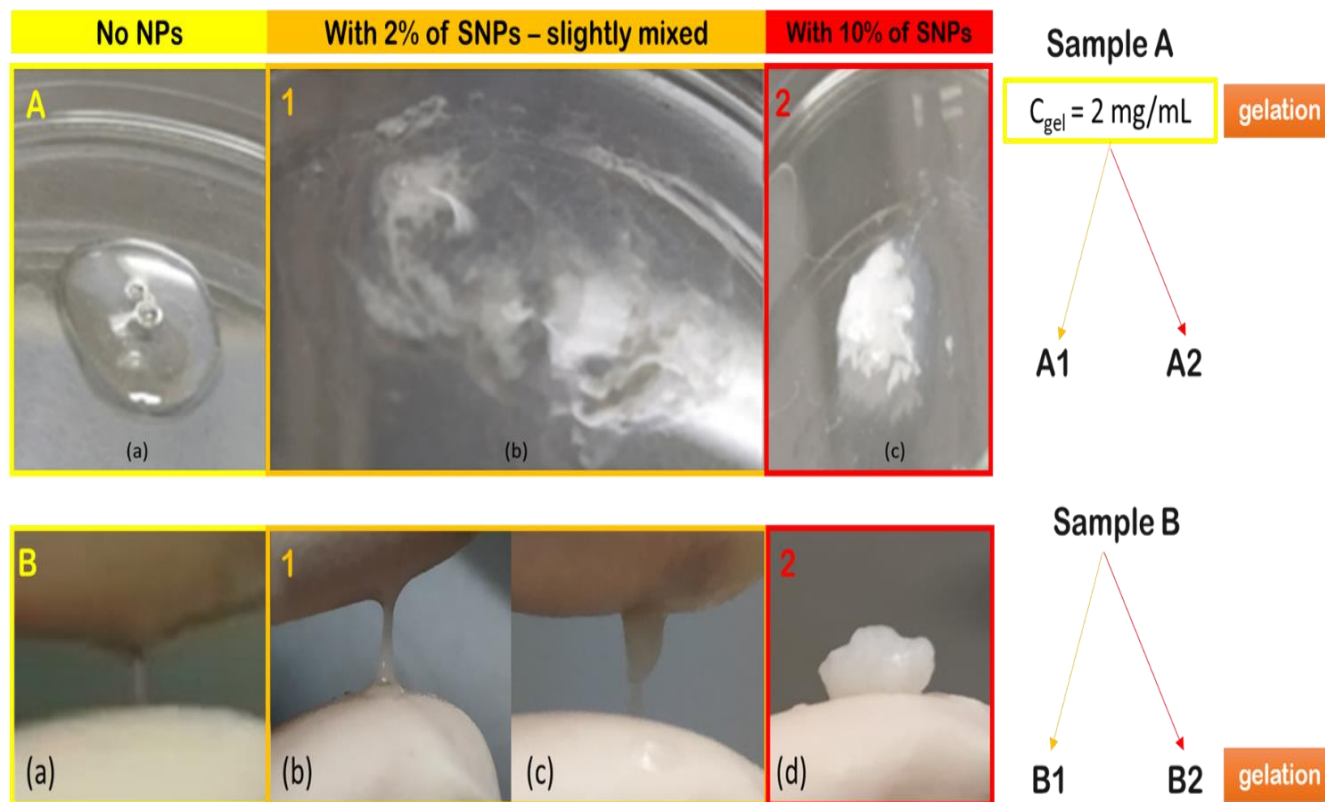 No NPs
With 2% of SNPs – slightly mixed
With 10% of SNPs
Sample A
A
1
2
C_gel = 2 mg/mL
gelation
A1
A2
(a)
(b)
(c)
Sample B
B
1
2
(a)
(b)
(c)
(d)
B1
B2
gelation